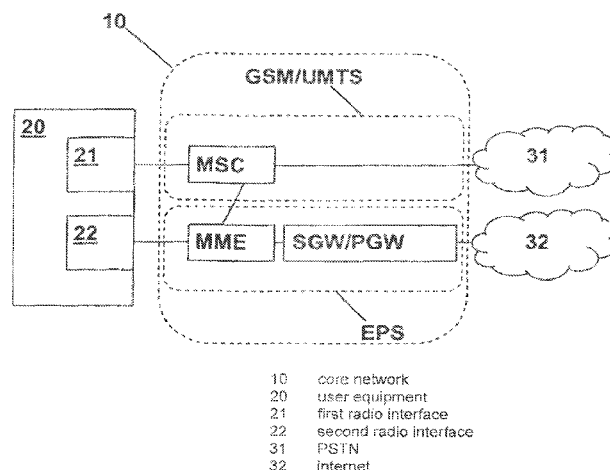 10
GSM/UMTS
20
21
MSC
31
22
MME
SGW/PGW
32
EPS
10 core network
20 user equipment
21 first radio interface
22 second radio interface
31 PSTN
32 internet